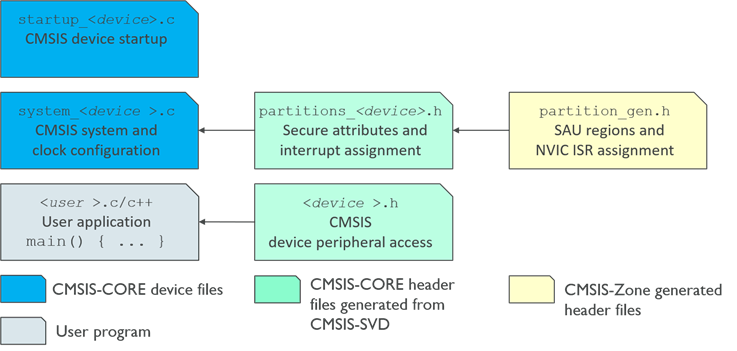 startup_<device>.c
CMSIS device startup
system_<device >.c
CMSIS system and
clock configuration
partitions_<device>.h
Secure attributes and
interrupt assignment
partition_gen.h
SAU regions and
NVIC ISR assignment
<user >.c/c++
User application
main() { ... }
<device >.h
CMSIS
device peripheral access
CMSIS-CORE device files
CMSIS-CORE header
files generated from
CMSIS-SVD
CMSIS-Zone generated
header files
User program